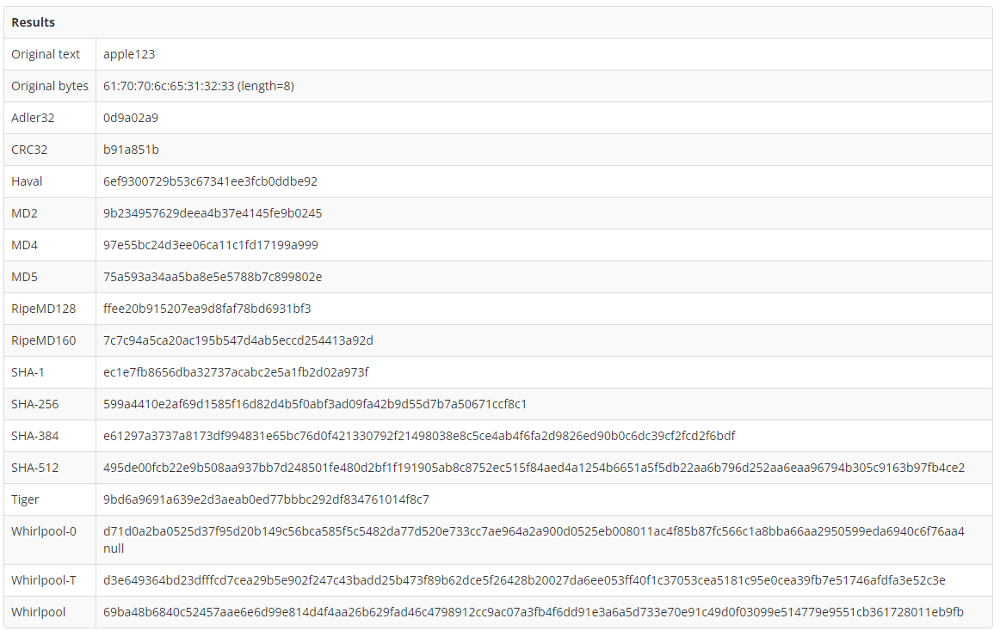 Results
Original text apple123
Original bytes 61:70:70:6c:65:31:32:33 (length=8)
Adler32 0d9a02a9
CRC32 b91a851b
Haval 6ef9300729b53c67341ee3fcb0ddbe92
MD2 9b234957629deea4b37e4145fe9b0245
MD4 97e55bc24d3ee06ca11c1fd17199a999
MD5 75a593a34aa5ba8e5e5788b7c899802e
RipeMD128 ffee20b915207ea9d8faf78bd6931bf3
RipeMD160 7c7c94a5ca20ac195b547d4ab5eccd254413a92d
SHA-1 ec1e7fb8656dba32737acabc2e5a1fb2d02a973f
SHA-256 599a4410e2af69d1585f16d82d4b5f0abf3ad09fa42b9d55d7b7a50671ccf8c1
SHA-384 e61297a3737a8173df994831e65bc76d0f421330792f21498038e8c5ce4ab4f6fa2d9826ed90b0c6dc39cf2fcd2f6bdf
SHA-512 495de00fcb22e9b508aa937bb7d248501fe480d2bf1f191905ab8c8752ec515f84aed4a1254b6651a5f5db22aa6b796d252aa6eaa96794b305c9163b97fb4ce2
Tiger 9bd6a9691a639e2d3aeab0ed77bbbc292df834761014f8c7
Whirlpool-0 d71d0a2ba0525d37f95d20b149c56bca585f5c5482da77d520e733cc7ae964a2a900d0525eb008011ac4f85b87fc566c1a8bba66aa2950599eda6940c6f76aa4
null
Whirlpool-T d3e649364bd23dfffcd7cea29b5e902f247c43badd25b473f89b62dce5f26428b20027da6ee053ff40f1c37053cea5181c95e0cea39fb7e51746afdfa3e52c3e
Whirlpool 69ba48b6840c52457aae6e6d99e814d4f4aa26b629fad46c4798912cc9ac07a3fb4f6dd91e3a6a5d733e70e91c49d0f03099e514779e9551cb361728011eb9fb